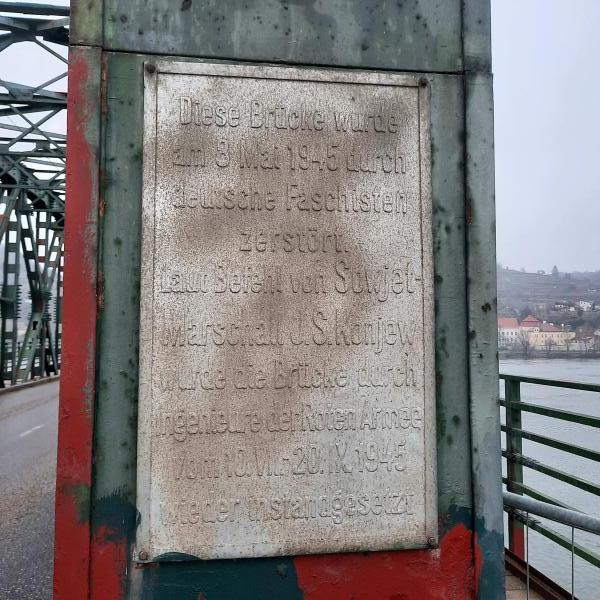 Diese Brücke wurde
am 8 Mai 1945 durch
deutsche Faschisten
zerstört.
Laut Befehl von Sowjet-
Marschall J S. Konjew
wurde die Brücke durch
Ingenieure der Roten Armee
vom 10. VII.-20. IX. 1945
wieder instandgesetzt